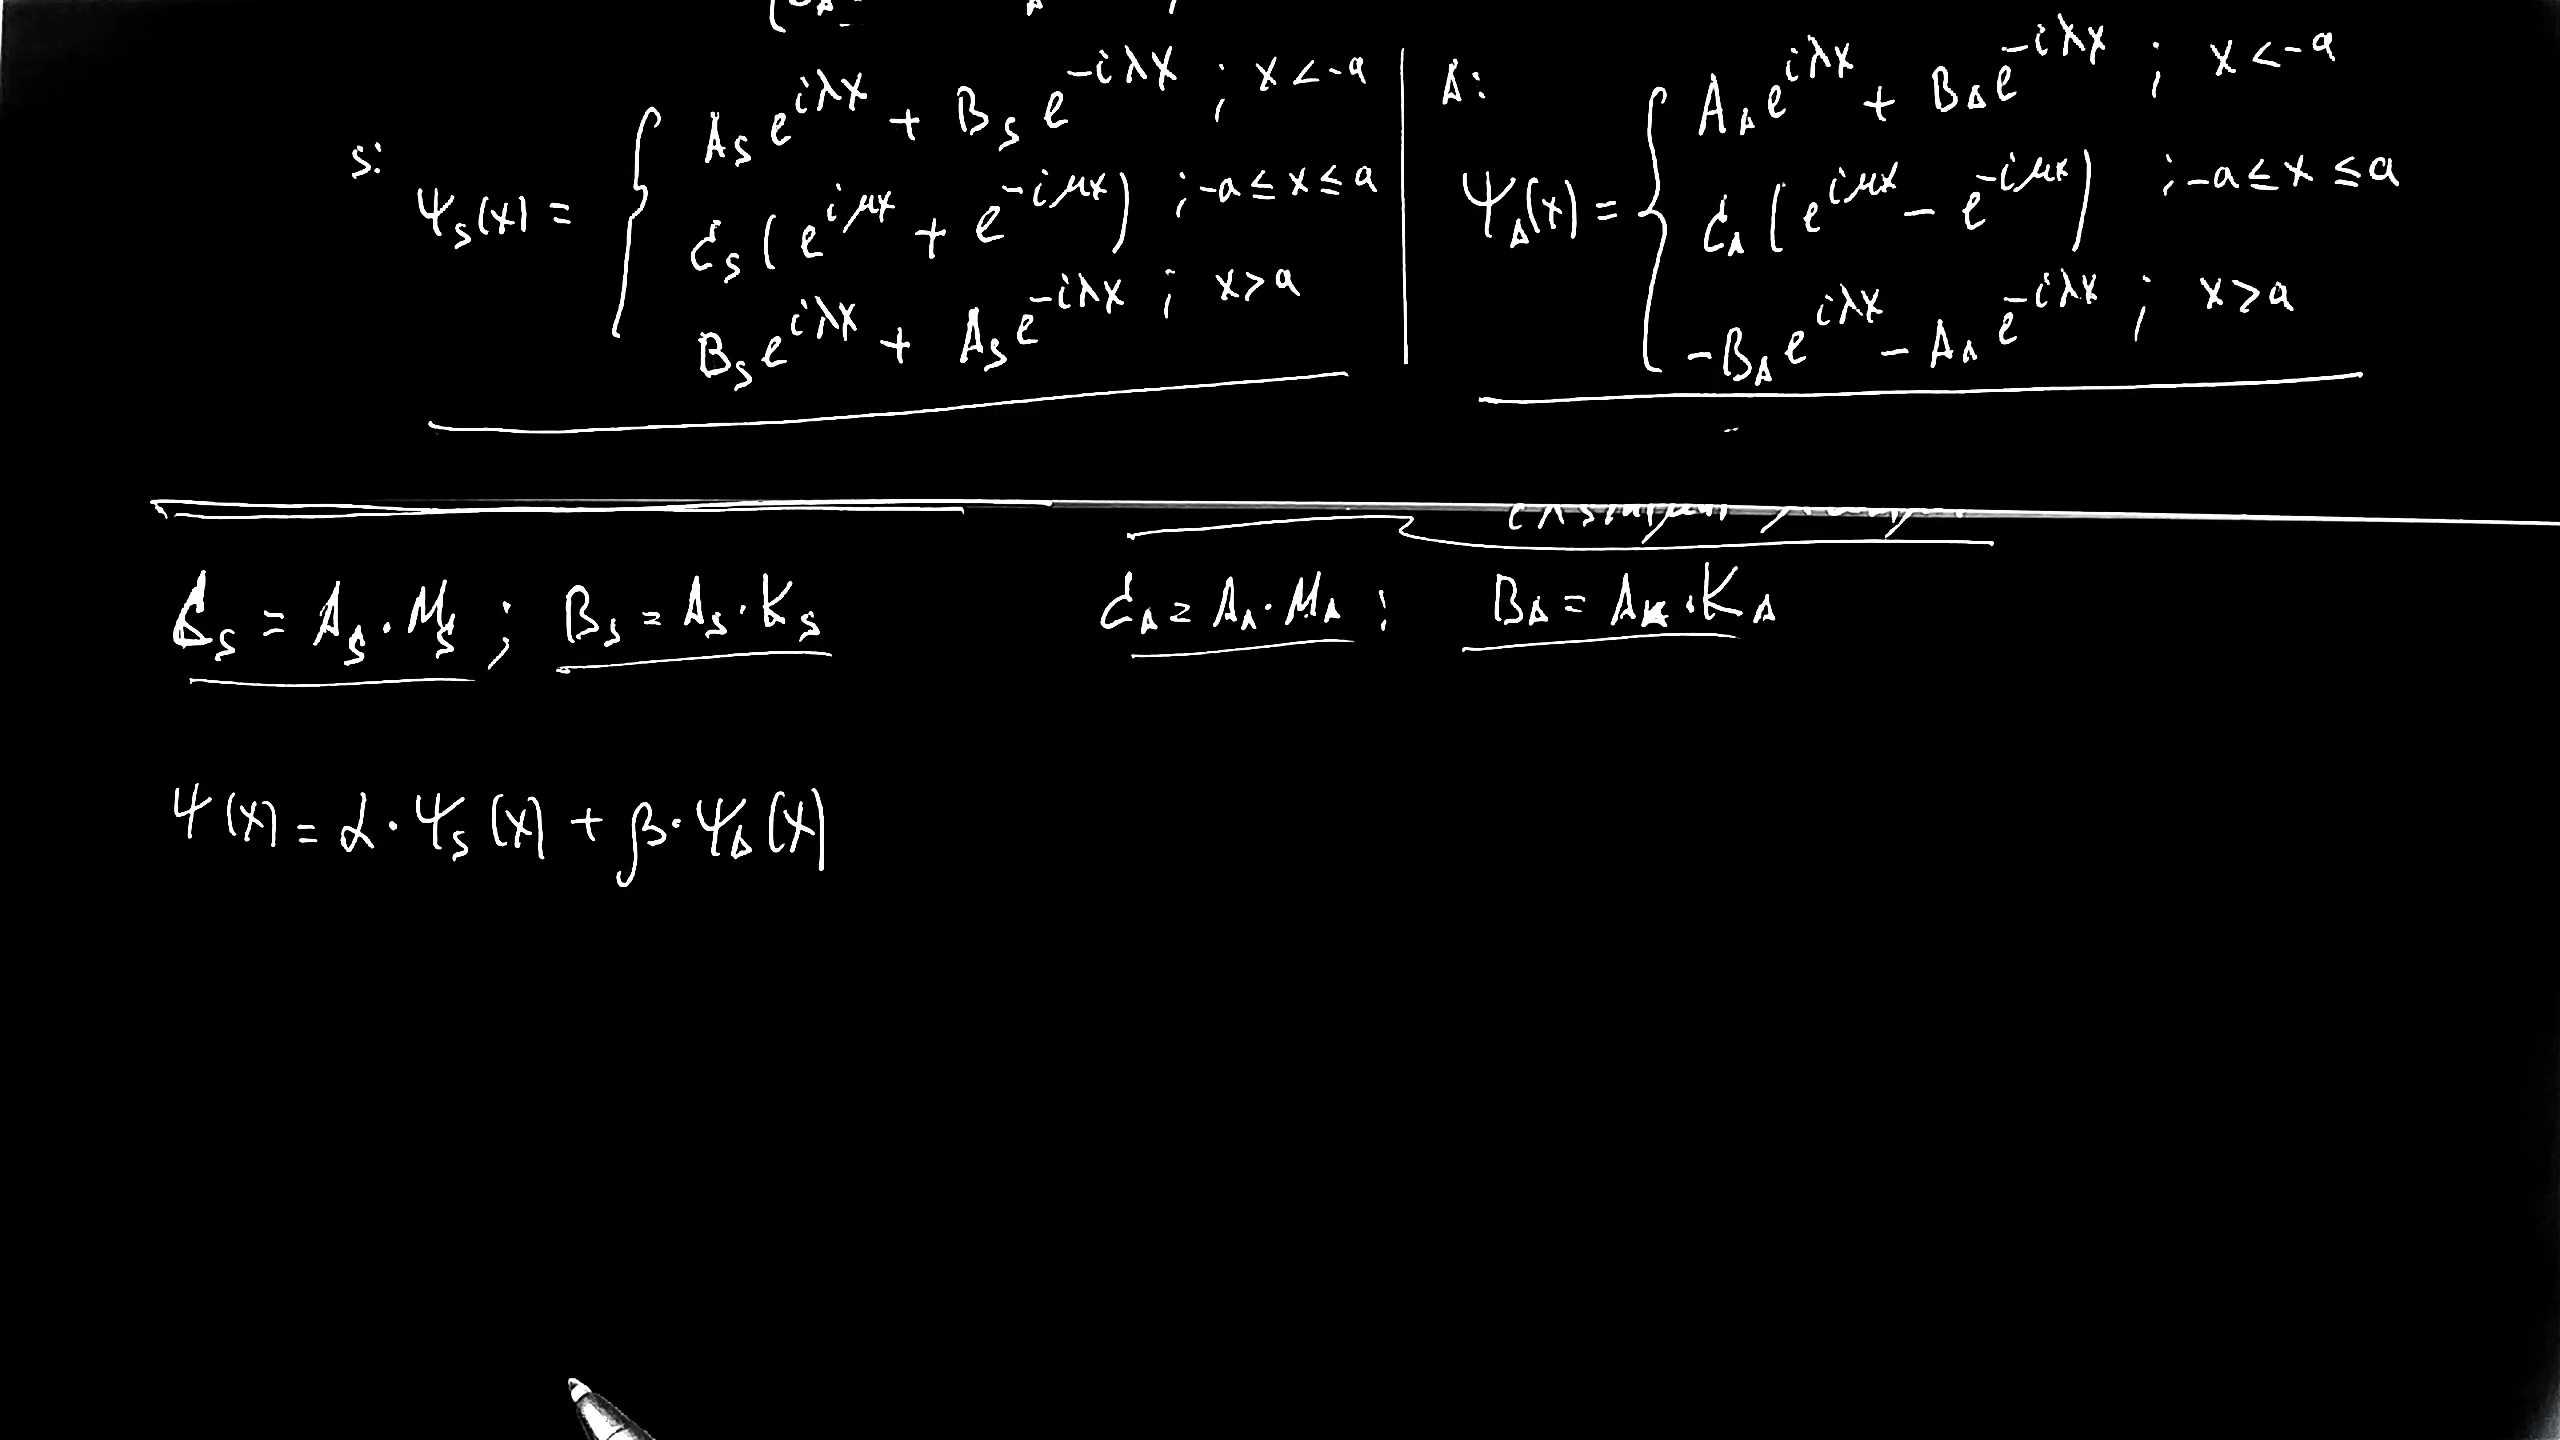 S: Ψ_S(x) = { A_S e^{iλx} + B_S e^{-iλx} ; x < -a
C_S (e^{iμx} + e^{-iμx}) ; -a ≤ x ≤ a
B_S e^{iλx} + A_S e^{-iλx} ; x > a
A: Ψ_A(x) = { A_A e^{iλx} + B_A e^{-iλx} ; x < -a
C_A (e^{iμx} - e^{-iμx}) ; -a ≤ x ≤ a
-B_A e^{iλx} - A_A e^{-iλx} ; x > a
C_S = A_S · M_S ; B_S = A_S · K_S
C_A = A_A · M_A ; B_A = A_A · K_A
Ψ(x) = α · Ψ_S(x) + β · Ψ_A(x)